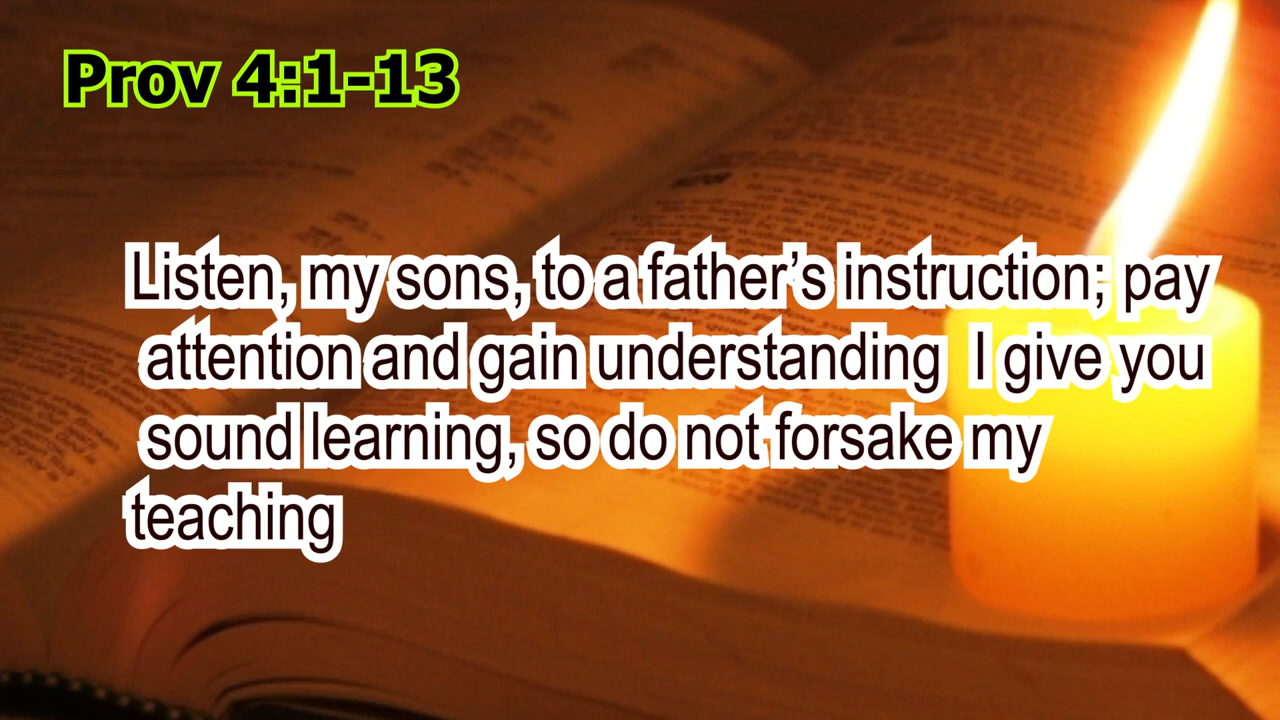 Prov 4:1-13
Listen, my sons, to a father’s instruction; pay
attention and gain understanding  I give you
sound learning, so do not forsake my
teaching